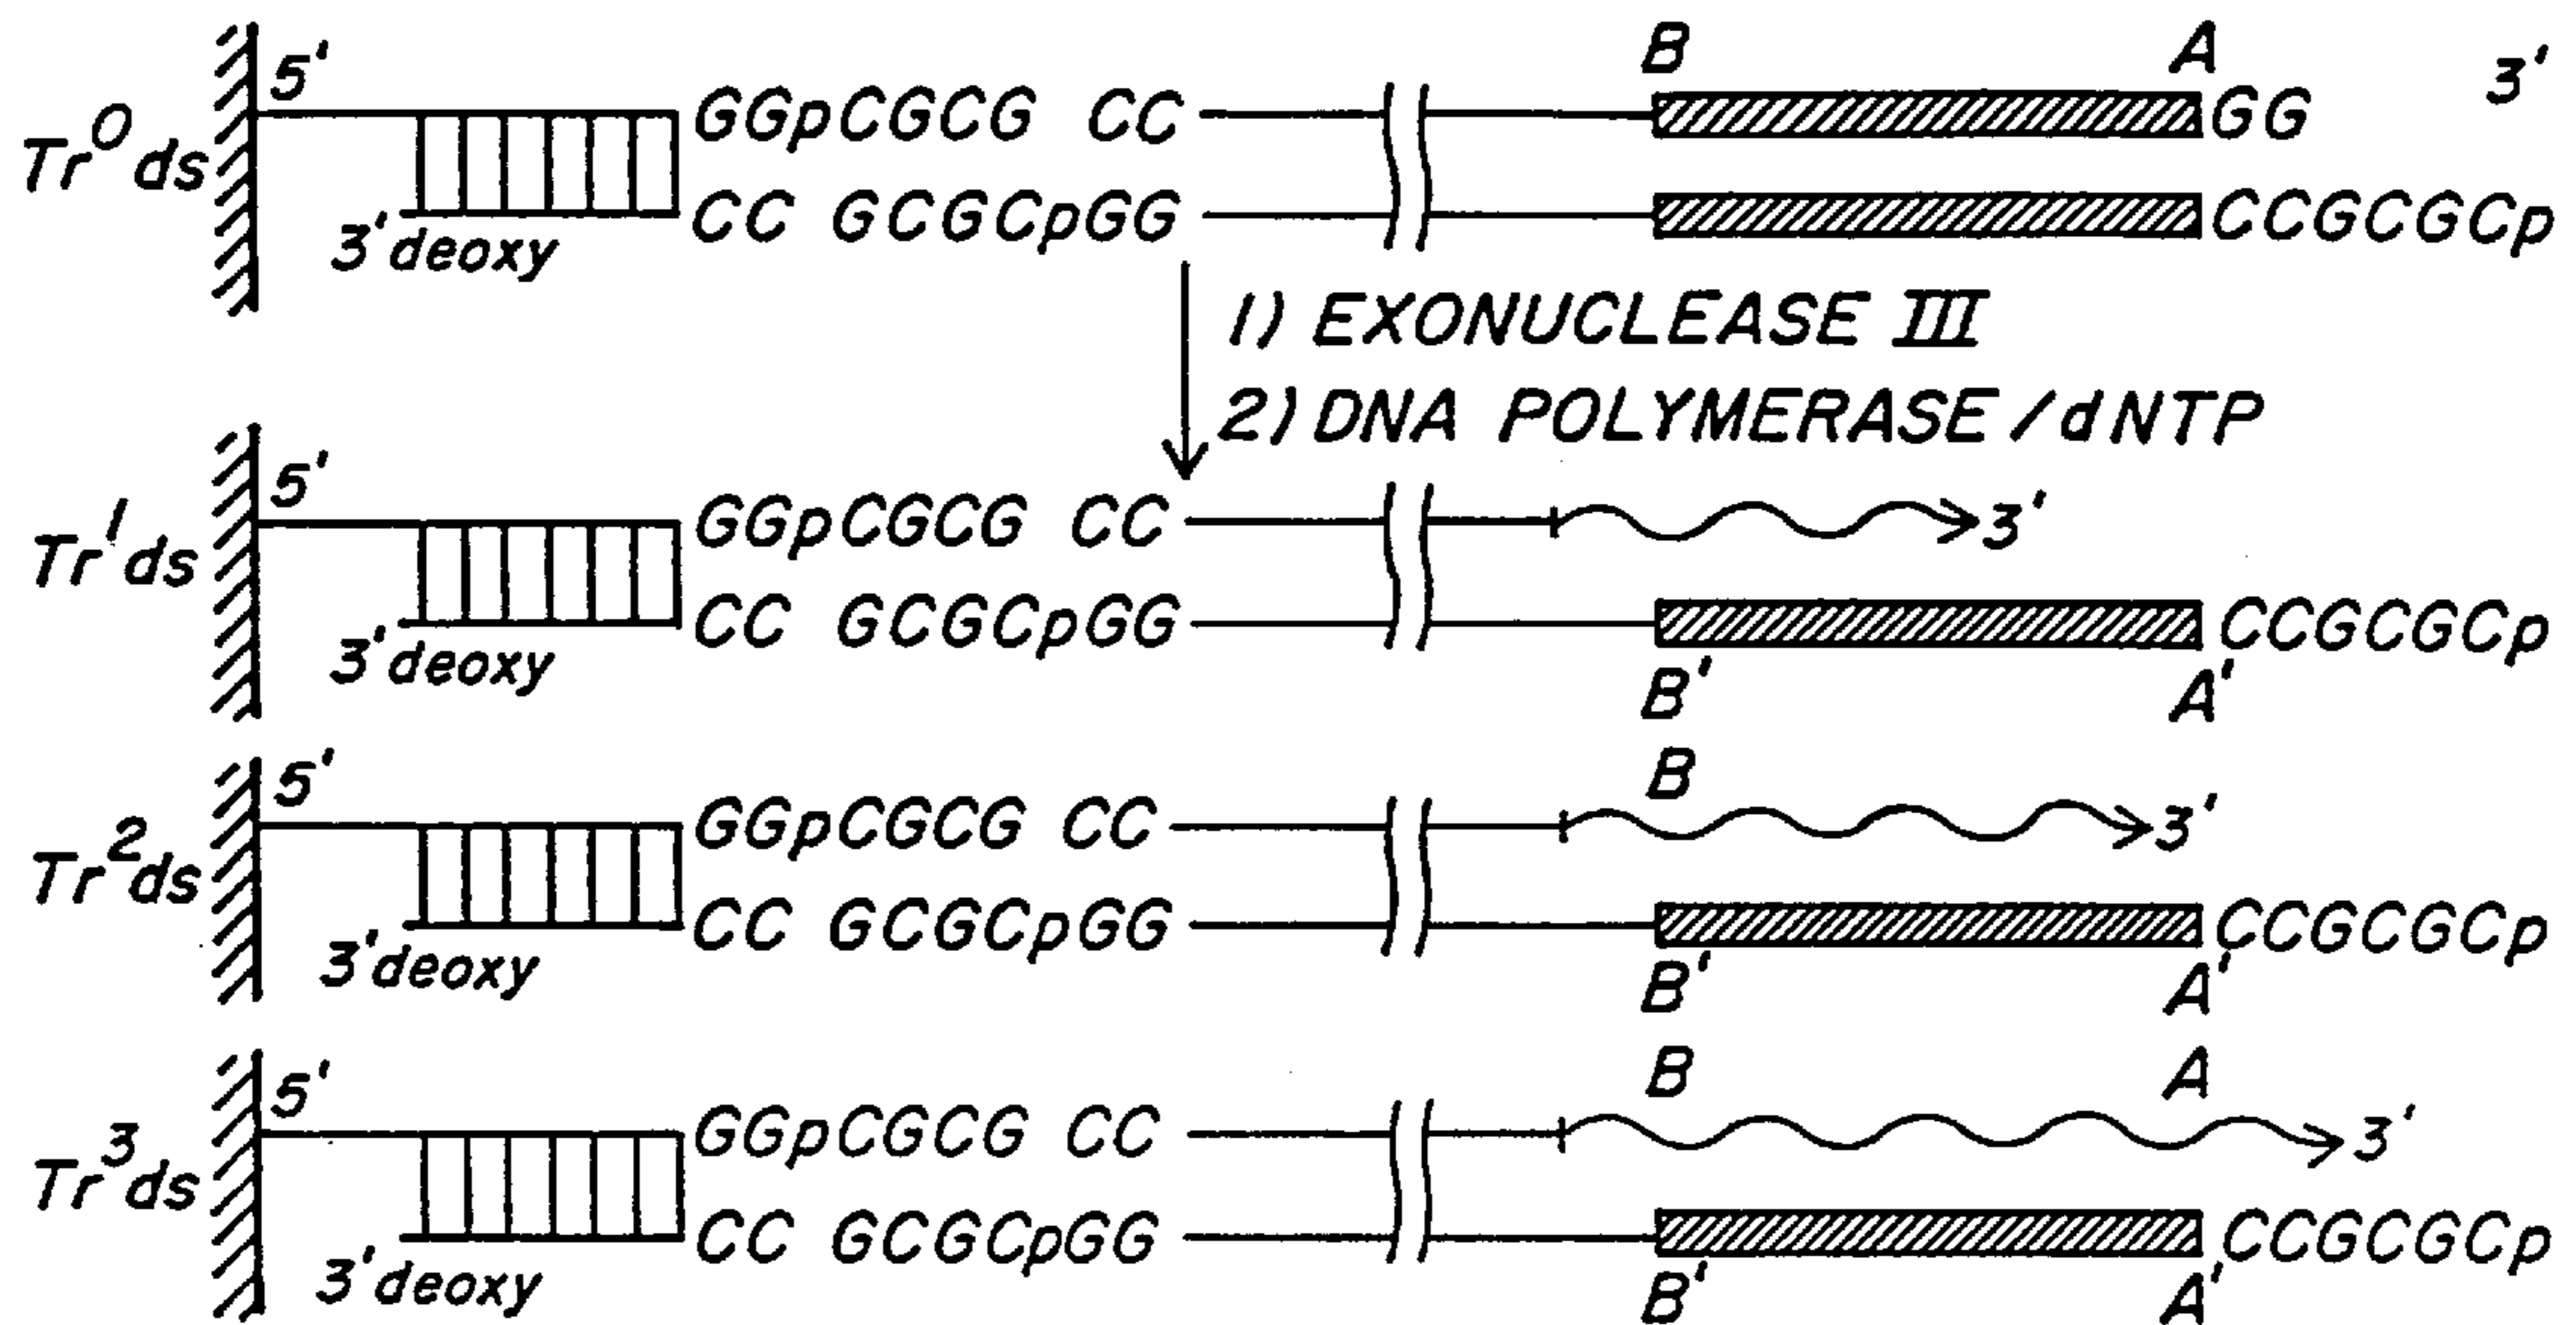 B A 3'
5' GGpCGCG CC GG
Tr⁰ds
CC GCGCpGG CCGCGCp
3'deoxy
1) EXONUCLEASE III
2) DNA POLYMERASE/dNTP
5' GGpCGCG CC 3'
Tr¹ds
CC GCGCpGG CCGCGCp
3'deoxy B' A'
B
5' GGpCGCG CC 3'
Tr²ds
CC GCGCpGG CCGCGCp
3'deoxy B' A'
B A
5' GGpCGCG CC 3'
Tr³ds
CC GCGCpGG CCGCGCp
3'deoxy B' A'